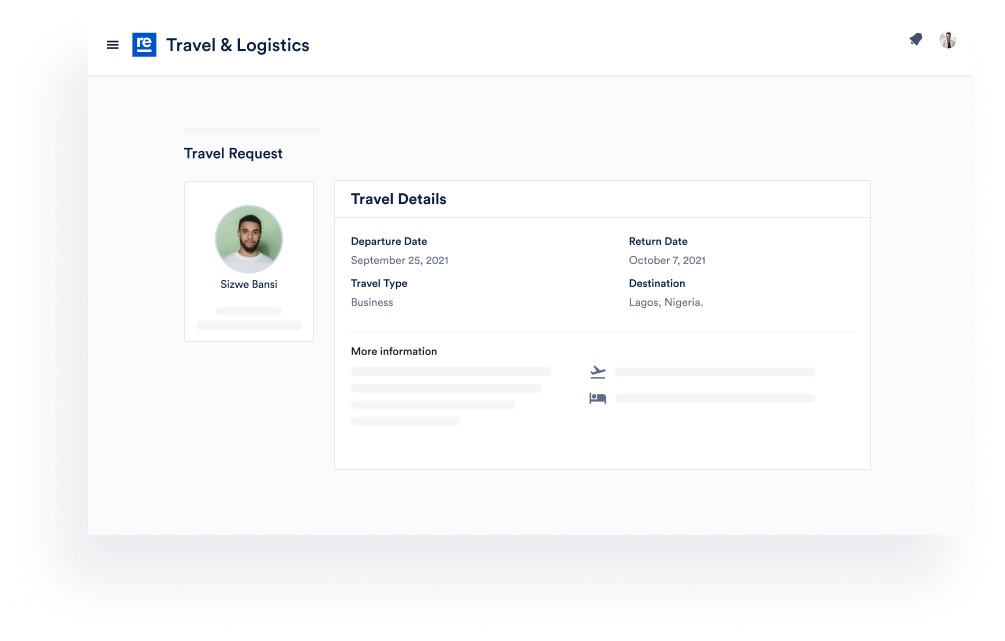 re Travel & Logistics
Travel Request
Sizwe Bansi
Travel Details
Departure Date
September 25, 2021
Return Date
October 7, 2021
Travel Type
Business
Destination
Lagos, Nigeria.
More information